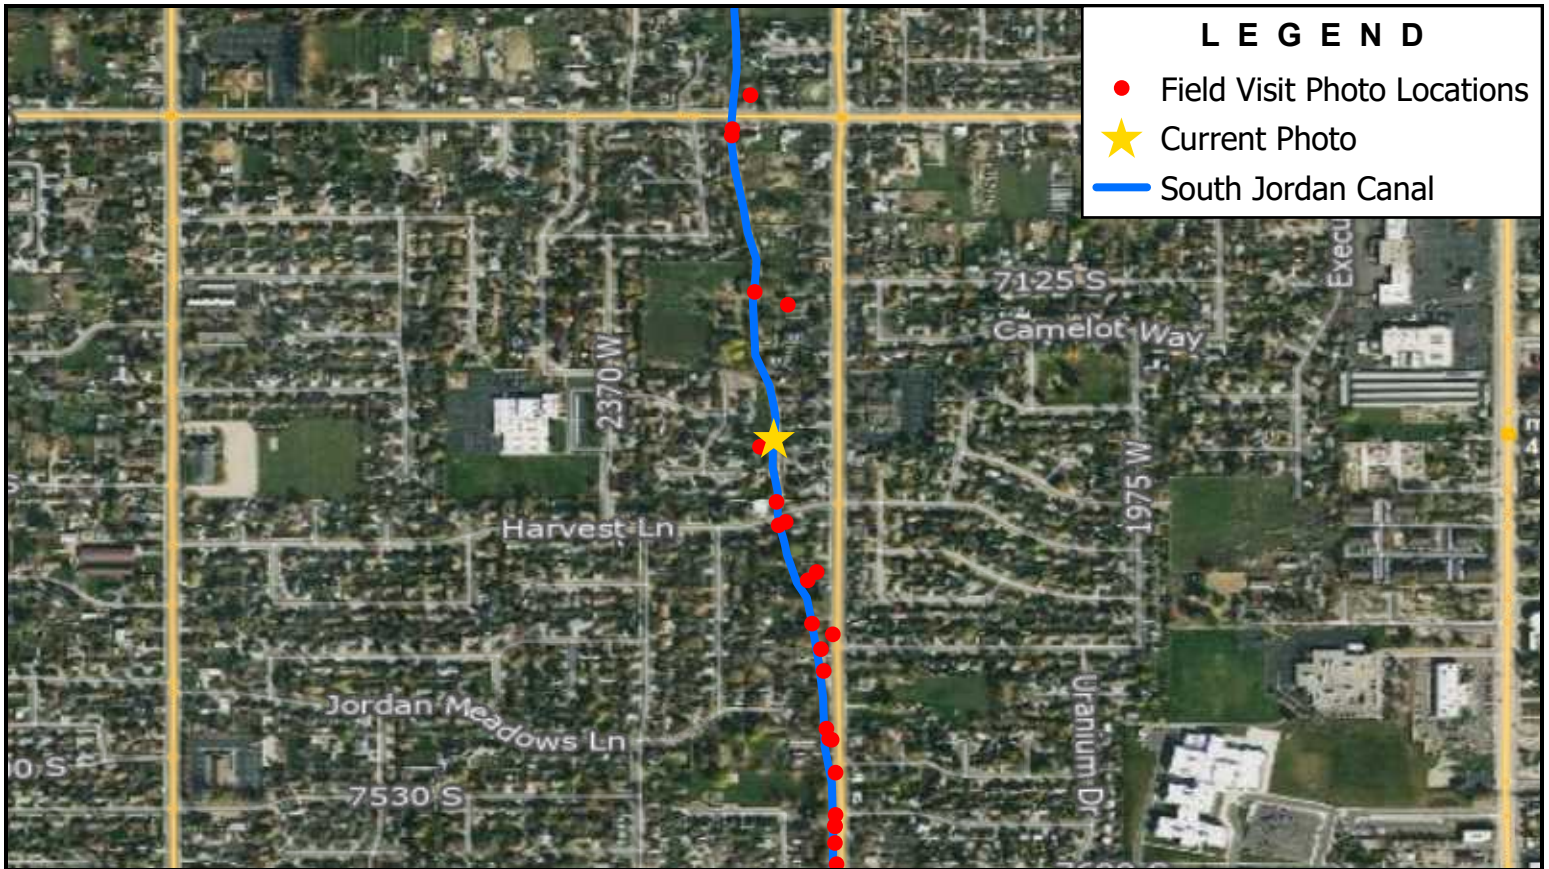 L E G E N D
Field Visit Photo Locations
Current Photo
South Jordan Canal
7125 S
Camelot Way
2370 W
1975 W
Harvest Ln
Jordan Meadows Ln
Uranium Dr
0 S
7530 S